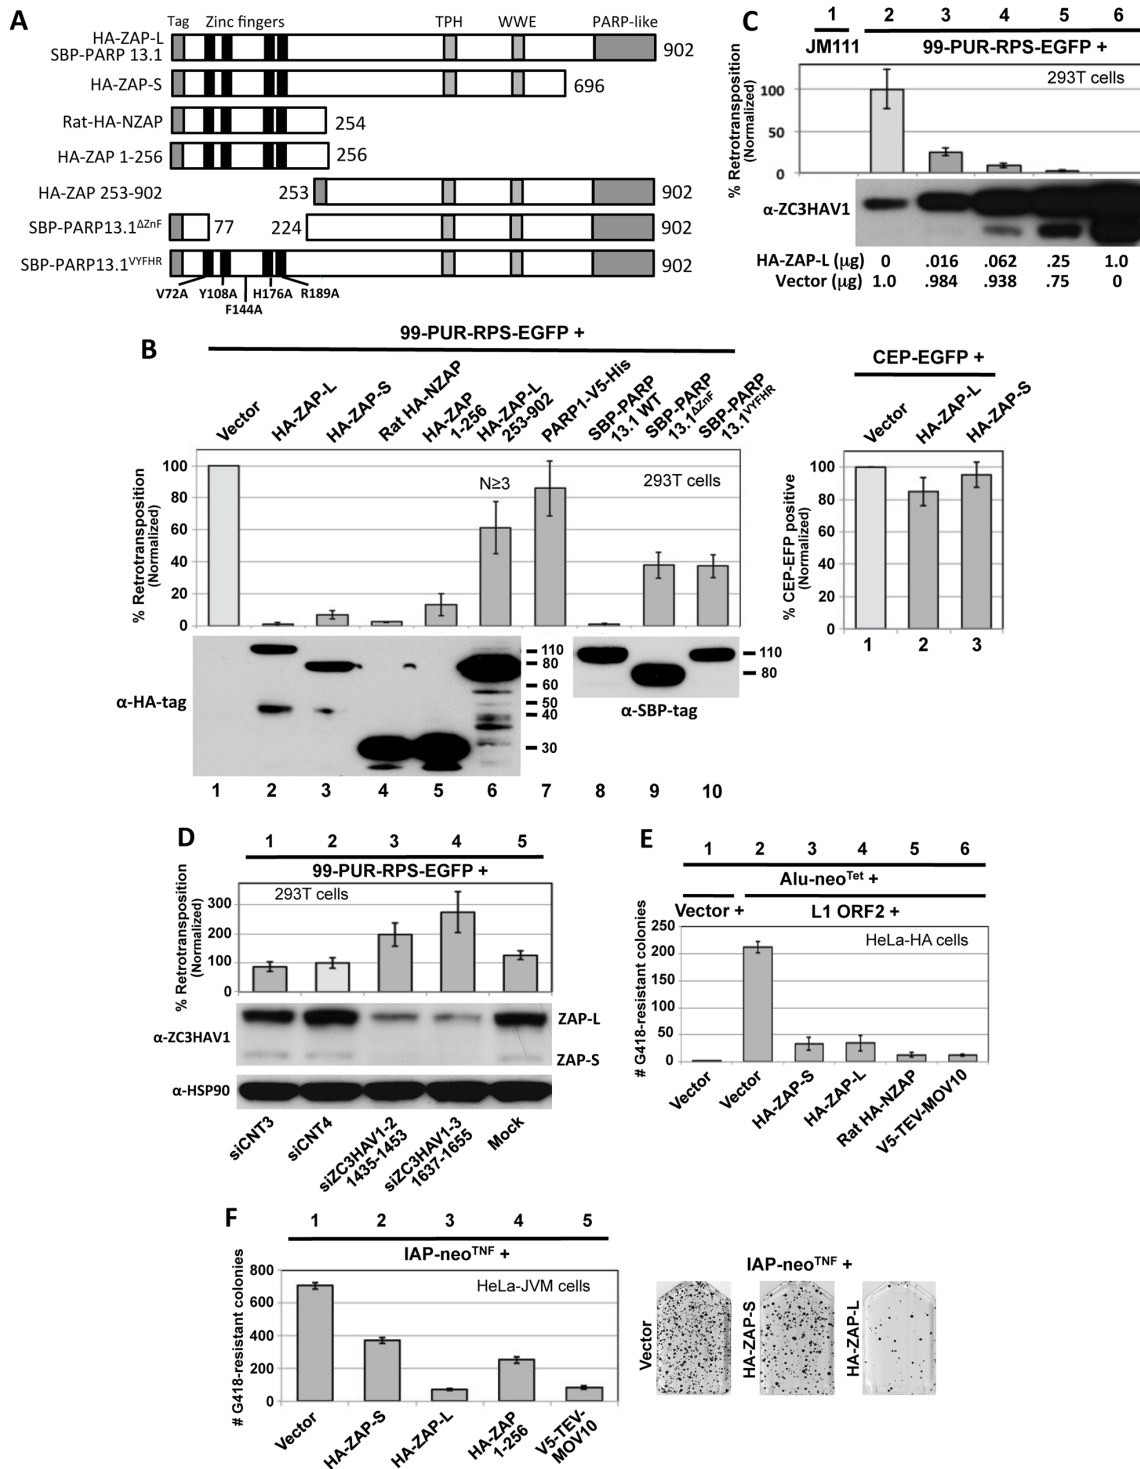 A
Tag Zinc fingers TPH WWE PARP-like
HA-ZAP-L
SBP-PARP 13.1
902
HA-ZAP-S
696
Rat-HA-NZAP
254
HA-ZAP 1-256
256
HA-ZAP 253-902
253
902
SBP-PARP13.1ΔZnF
77
224
902
SBP-PARP13.1VYFHR
902
V72A Y108A H176A R189A
F144A
C
1 2 3 4 5 6
JM111 99-PUR-RPS-EGFP +
293T cells
% Retrotransposition
(Normalized)
100
50
0
α-ZC3HAV1
HA-ZAP-L (µg) 0 .016 .062 .25 1.0
Vector (µg) 1.0 .984 .938 .75 0
B
99-PUR-RPS-EGFP +
Vector
HA-ZAP-L
HA-ZAP-S
Rat HA-NZAP
HA-ZAP
1-256
HA-ZAP-L
253-902
PARP1-V5-His
SBP-PARP
13.1 WT
SBP-PARP
13.1ΔZnF
SBP-PARP
13.1VYFHR
% Retrotransposition
(Normalized)
100
80
60
40
20
0
N≥3
293T cells
α-HA-tag
110
80
60
50
40
30
110
80
α-SBP-tag
1 2 3 4 5 6 7 8 9 10
CEP-EGFP +
Vector
HA-ZAP-L
HA-ZAP-S
% CEP-EFP positive
(Normalized)
100
80
60
40
20
0
1 2 3
D
1 2 3 4 5
99-PUR-RPS-EGFP +
293T cells
% Retrotransposition
(Normalized)
300
200
100
0
α-ZC3HAV1
ZAP-L
ZAP-S
α-HSP90
siCNT3
siCNT4
siZC3HAV1-2
1435-1453
siZC3HAV1-3
1637-1655
Mock
E
1 2 3 4 5 6
Alu-neoTet +
Vector + L1 ORF2 +
HeLa-HA cells
# G418-resistant colonies
250
200
150
100
50
0
Vector
Vector
HA-ZAP-S
HA-ZAP-L
Rat HA-NZAP
V5-TEV-MOV10
F
1 2 3 4 5
IAP-neoTNF +
HeLa-JVM cells
# G418-resistant colonies
800
600
400
200
0
Vector
HA-ZAP-S
HA-ZAP-L
HA-ZAP
1-256
V5-TEV-
MOV10
IAP-neoTNF +
Vector
HA-ZAP-S
HA-ZAP-L